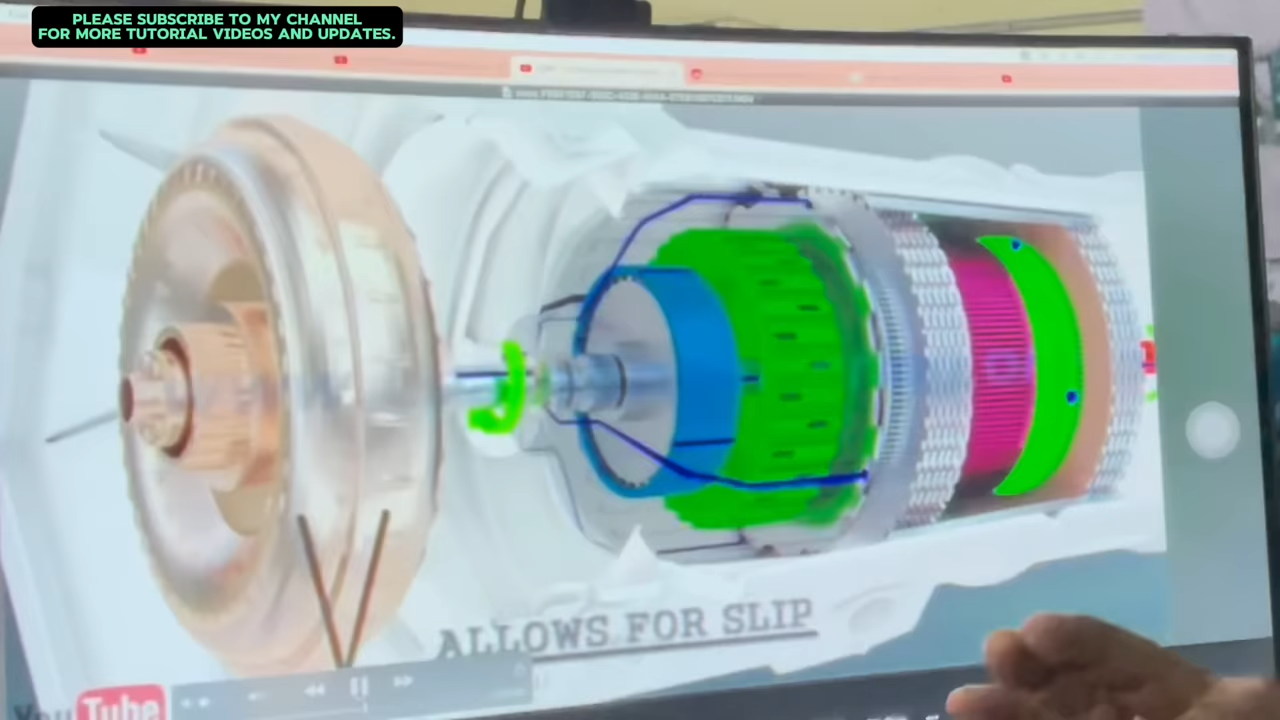 PLEASE SUBSCRIBE TO MY CHANNEL
FOR MORE TUTORIAL VIDEOS AND UPDATES.
ALLOWS FOR SLIP
YouTube